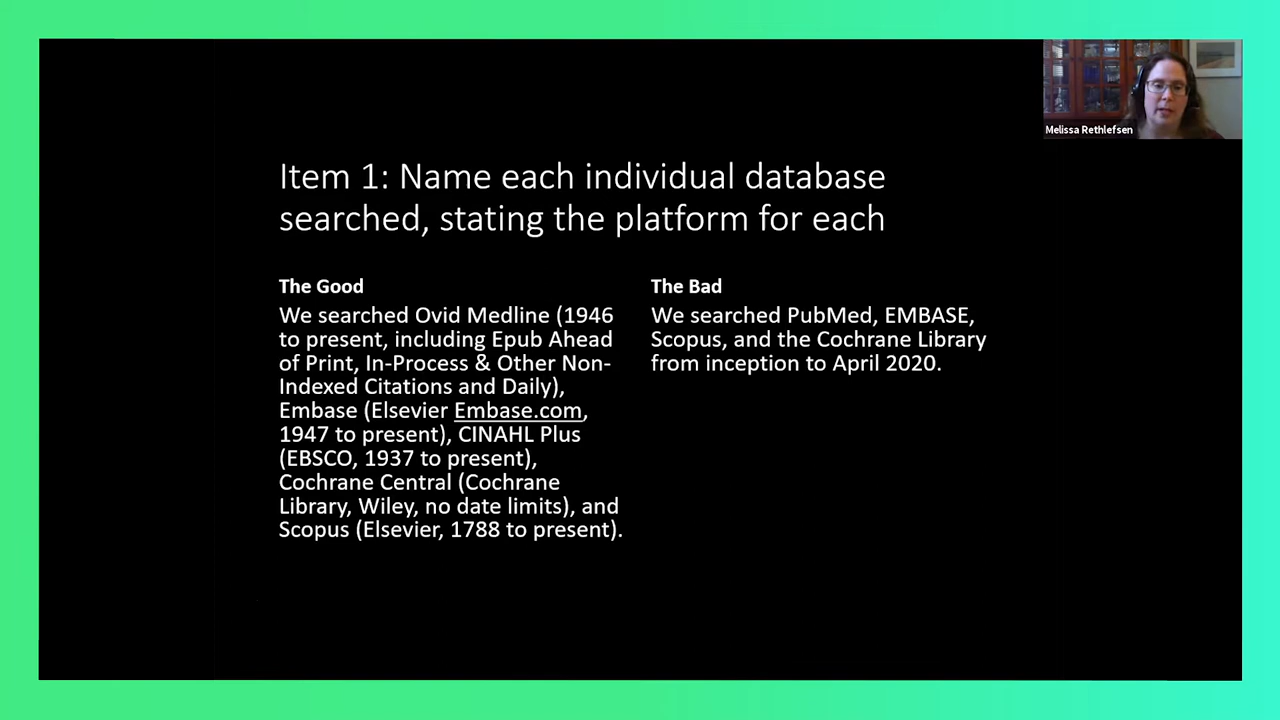 Melissa Rethlefsen
Item 1: Name each individual database
searched, stating the platform for each
The Good
We searched Ovid Medline (1946
to present, including Epub Ahead
of Print, In-Process & Other Non-
Indexed Citations and Daily),
Embase (Elsevier Embase.com,
1947 to present), CINAHL Plus
(EBSCO, 1937 to present),
Cochrane Central (Cochrane
Library, Wiley, no date limits), and
Scopus (Elsevier, 1788 to present).
The Bad
We searched PubMed, EMBASE,
Scopus, and the Cochrane Library
from inception to April 2020.